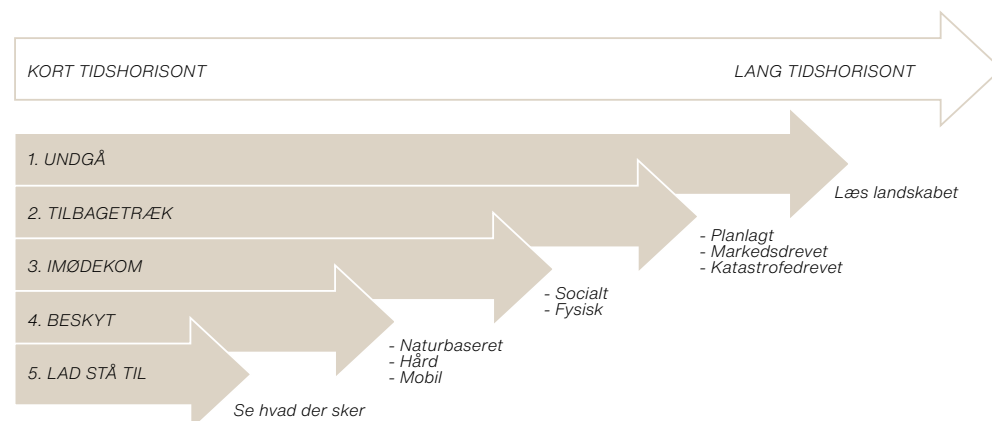 KORT TIDSHORISONT
LANG TIDSHORISONT
1. UNDGÅ
Læs landskabet
2. TILBAGETRÆK
- Planlagt
- Markedsdrevet
- Katastrofedrevet
3. IMØDEKOM
- Socialt
- Fysisk
4. BESKYT
- Naturbaseret
- Hård
- Mobil
5. LAD STÅ TIL
Se hvad der sker